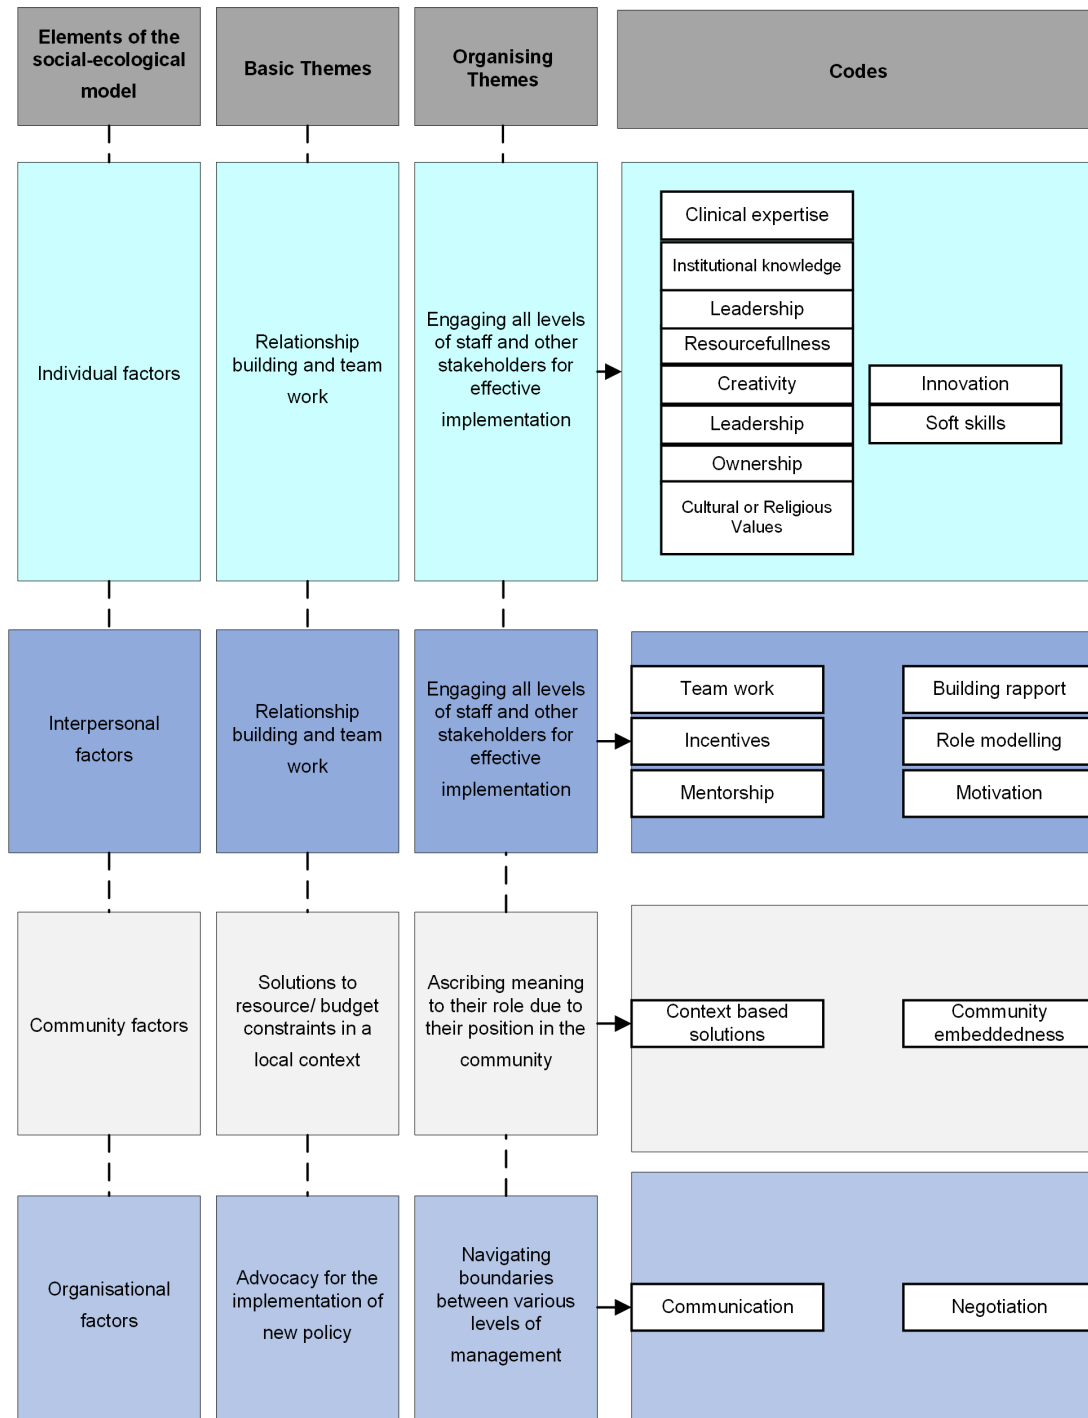 Elements of the
social-ecological
model
Basic Themes
Organising
Themes
Codes
Individual factors
Relationship
building and team
work
Engaging all levels
of staff and other
stakeholders for
effective
implementation
Clinical expertise
Institutional knowledge
Leadership
Resourcefullness
Creativity
Leadership
Ownership
Cultural or Religious
Values
Innovation
Soft skills
Interpersonal
factors
Relationship
building and team
work
Engaging all levels
of staff and other
stakeholders for
effective
implementation
Team work
Incentives
Mentorship
Building rapport
Role modelling
Motivation
Community factors
Solutions to
resource/ budget
constraints in a
local context
Ascribing meaning
to their role due to
their position in the
community
Context based
solutions
Community
embeddedness
Organisational
factors
Advocacy for the
implementation of
new policy
Navigating
boundaries
between various
levels of
management
Communication
Negotiation